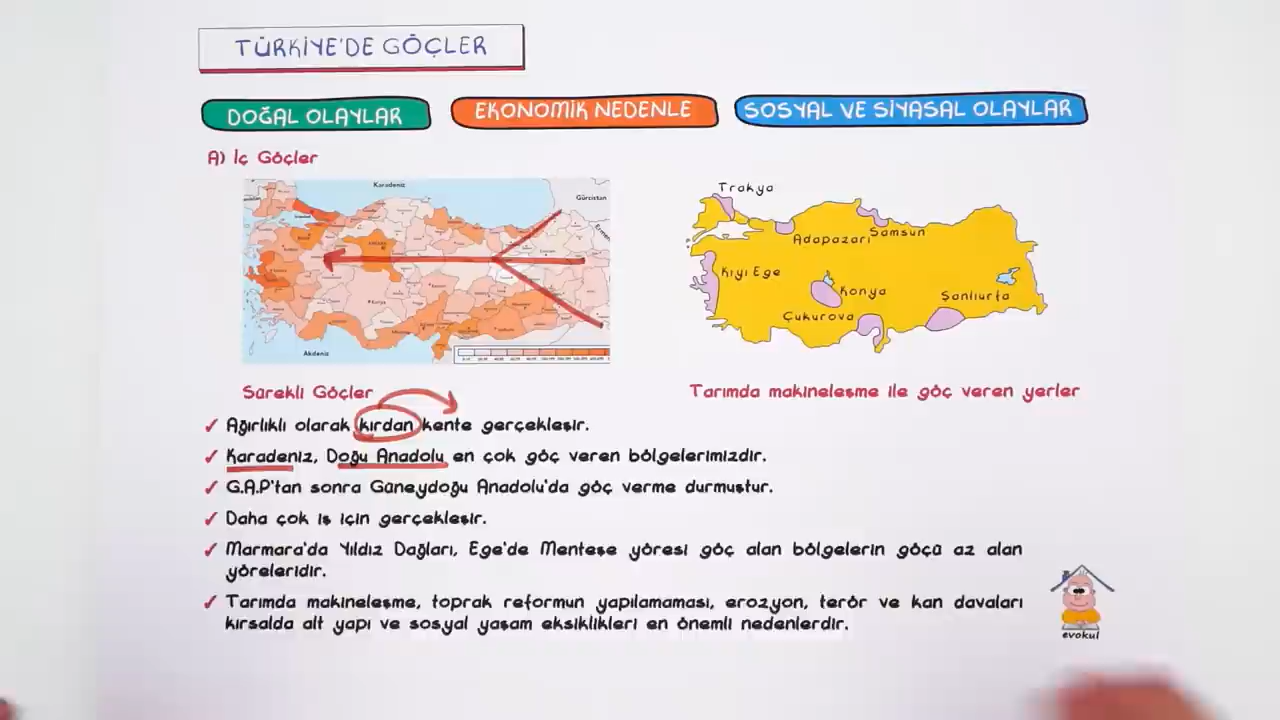 TÜRKİYE'DE GÖÇLER
DOĞAL OLAYLAR
EKONOMİK NEDENLE
SOSYAL VE SİYASAL OLAYLAR
A) İç Göçler
Karadeniz
Gürcistan
Akdeniz
Trakya
Adapazarı
Samsun
Kıyı Ege
Konya
Şanlıurfa
Çukurova
Sürekli Göçler
Tarımda makineleşme ile göç veren yerler
✓ Ağırlıklı olarak kırdan kente gerçekleşir.
✓ Karadeniz, Doğu Anadolu en çok göç veren bölgelerimizdir.
✓ G.A.P'tan sonra Güneydoğu Anadolu'da göç verme durmuştur.
✓ Daha çok iş için gerçekleşir.
✓ Marmara'da Yıldız Dağları, Ege'de Menteşe yöresi göç alan bölgelerin göçü az alan
yöreleridir.
✓ Tarımda makineleşme, toprak reformun yapılamaması, erozyon, terör ve kan davaları
kırsalda alt yapı ve sosyal yaşam eksiklikleri en önemli nedenlerdir.
evokul